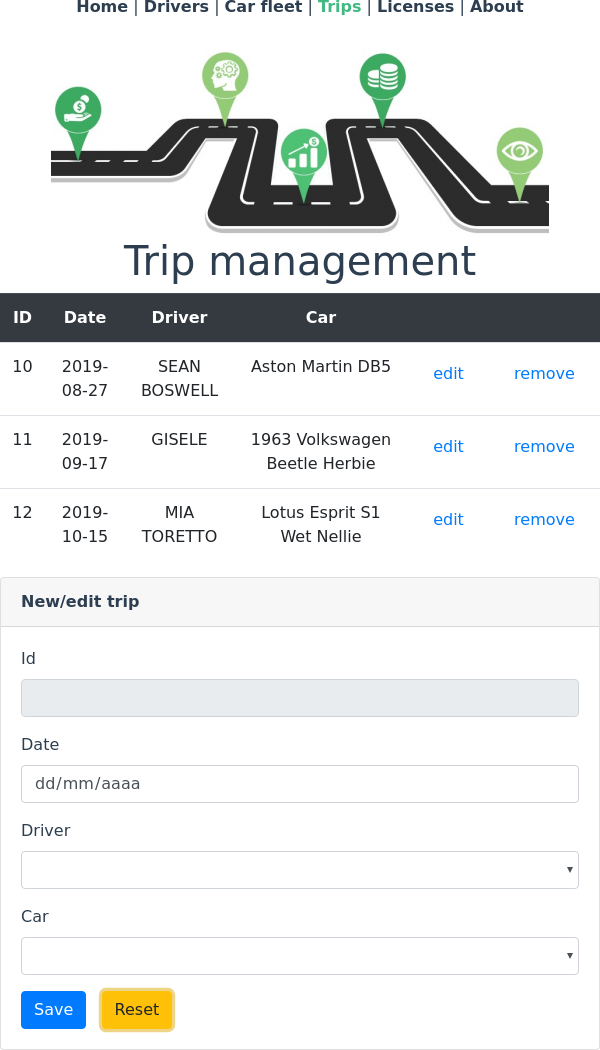 Home | Drivers | Car fleet | Trips | Licenses | About
$
$
Trip management
ID Date Driver Car
10 2019- SEAN Aston Martin DB5 edit remove
08-27 BOSWELL
11 2019- GISELE 1963 Volkswagen edit remove
09-17 Beetle Herbie
12 2019- MIA Lotus Esprit S1 edit remove
10-15 TORETTO Wet Nellie
New/edit trip
Id
Date
dd/mm/aaaa
Driver
Car
Save Reset